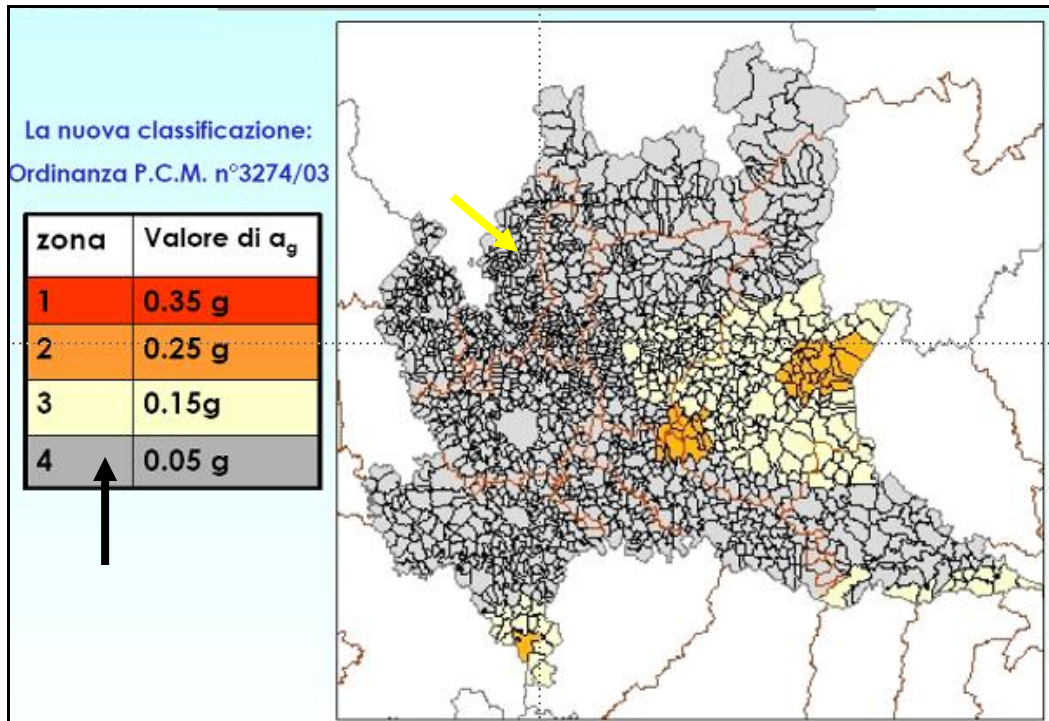 La nuova classificazione:
Ordinanza P.C.M. n°3274/03
zona Valore di ag
1 0.35 g
2 0.25 g
3 0.15g
4 0.05 g